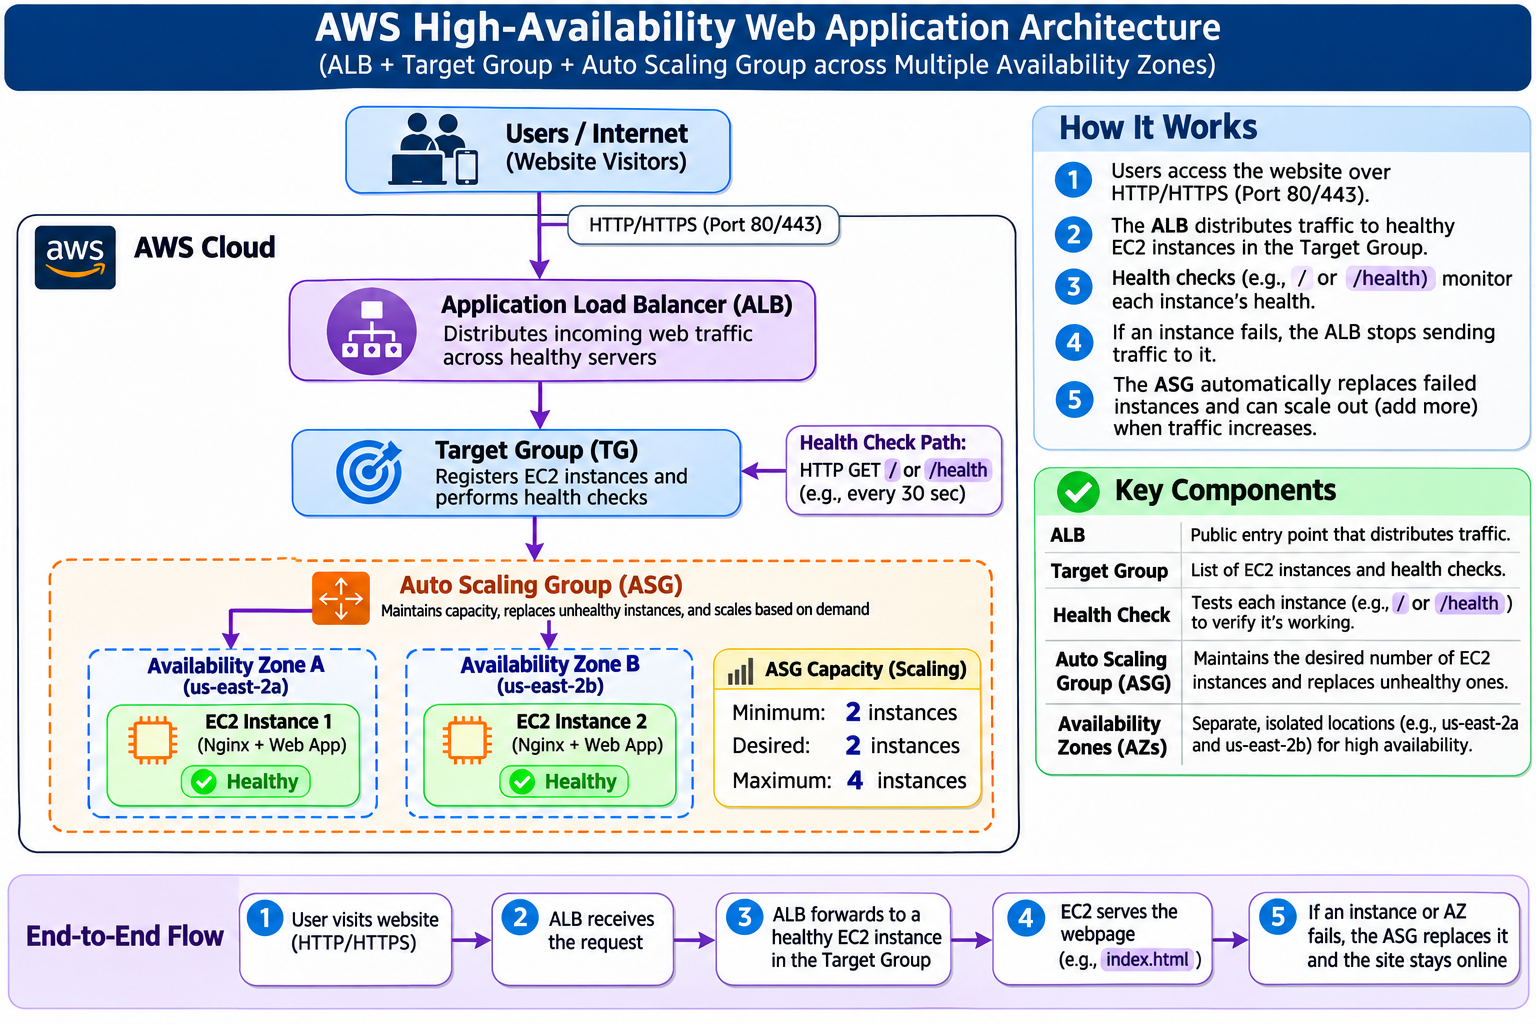 AWS High-Availability Web Application Architecture
(ALB + Target Group + Auto Scaling Group across Multiple Availability Zones)
Users / Internet
(Website Visitors)
HTTP/HTTPS (Port 80/443)
aws
AWS Cloud
Application Load Balancer (ALB)
Distributes incoming web traffic
across healthy servers
Target Group (TG)
Registers EC2 instances and
performs health checks
Health Check Path:
HTTP GET / or /health
(e.g., every 30 sec)
Auto Scaling Group (ASG)
Maintains capacity, replaces unhealthy instances, and scales based on demand
Availability Zone A
(us-east-2a)
EC2 Instance 1
(Nginx + Web App)
Healthy
Availability Zone B
(us-east-2b)
EC2 Instance 2
(Nginx + Web App)
Healthy
ASG Capacity (Scaling)
Minimum: 2 instances
Desired: 2 instances
Maximum: 4 instances
How It Works
1 Users access the website over
HTTP/HTTPS (Port 80/443).
2 The ALB distributes traffic to healthy
EC2 instances in the Target Group.
3 Health checks (e.g., / or /health) monitor
each instance's health.
4 If an instance fails, the ALB stops sending
traffic to it.
5 The ASG automatically replaces failed
instances and can scale out (add more)
when traffic increases.
Key Components
ALB Public entry point that distributes traffic.
Target Group List of EC2 instances and health checks.
Health Check Tests each instance (e.g., / or /health )
to verify it's working.
Auto Scaling Maintains the desired number of EC2
Group (ASG) instances and replaces unhealthy ones.
Availability Separate, isolated locations (e.g., us-east-2a
Zones (AZs) and us-east-2b) for high availability.
End-to-End Flow
1 User visits website
(HTTP/HTTPS)
2 ALB receives
the request
3 ALB forwards to a
healthy EC2 instance
in the Target Group
4 EC2 serves the
webpage
(e.g., index.html )
5 If an instance or AZ
fails, the ASG replaces it
and the site stays online